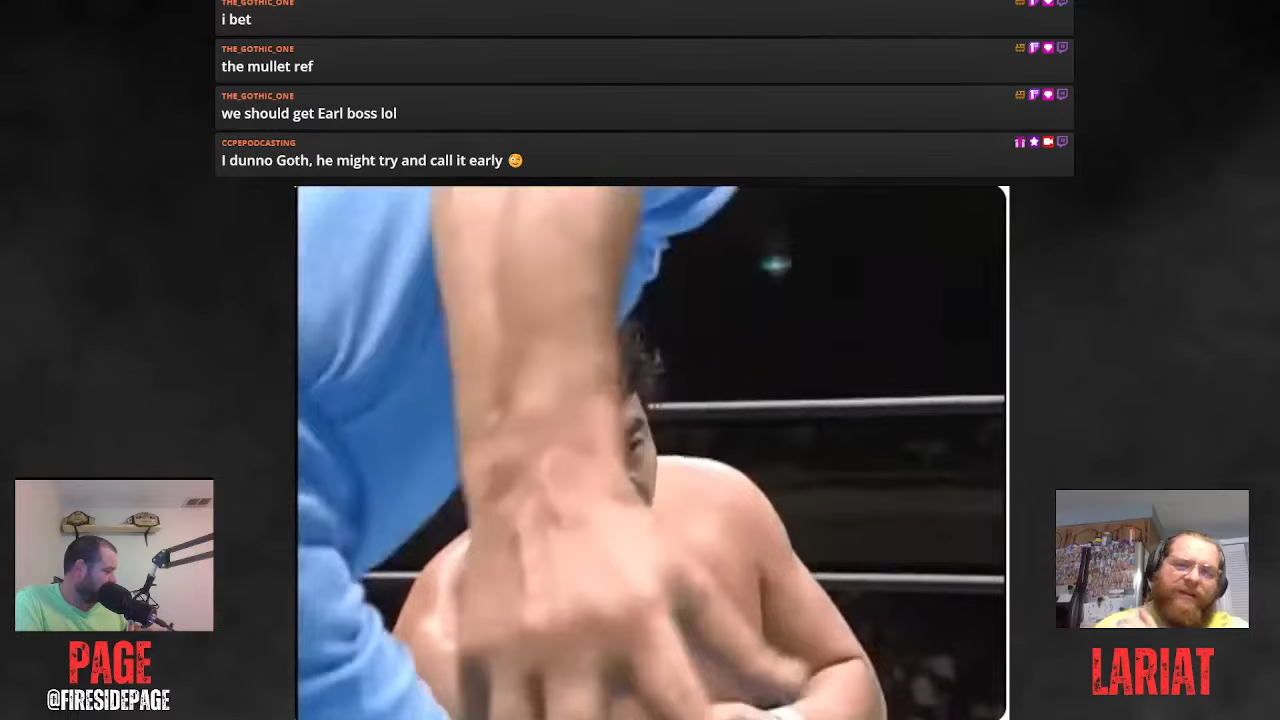 THE_GOTHIC_ONE
i bet
THE_GOTHIC_ONE
the mullet ref
THE_GOTHIC_ONE
we should get Earl boss lol
CCPEPODCASTING
I dunno Goth, he might try and call it early
PAGE
@FIRESIDEPAGE
LARIAT